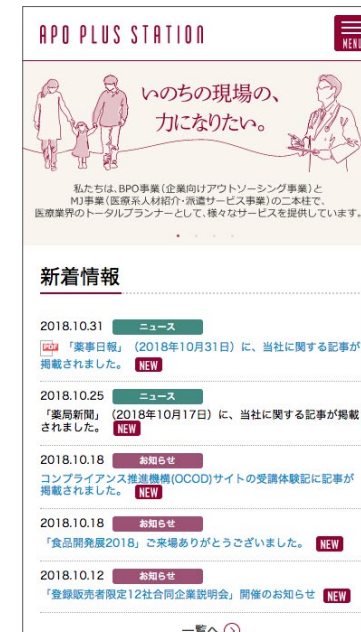 APO PLUS STATION
MENU
いのちの現場の、
力になりたい。
私たちは、BPO事業(企業向けアウトソーシング事業)と
MJ事業(医療系人材紹介・派遣サービス事業)の二本柱で、
医療業界のトータルプランナーとして、様々なサービスを提供しています。
新着情報
2018.10.31 ニュース
PDF 「薬事日報」（2018年10月31日）に、当社に関する記事が
掲載されました。 NEW
2018.10.25 ニュース
「薬局新聞」（2018年10月17日）に、当社に関する記事が掲載
されました。 NEW
2018.10.18 お知らせ
コンプライアンス推進機構(OCOD)サイトの受講体験記に記事が
掲載されました。 NEW
2018.10.18 お知らせ
「食品開発展2018」ご来場ありがとうございました。 NEW
2018.10.12 お知らせ
「登録販売者限定12社合同企業説明会」開催のお知らせ NEW
一覧へ